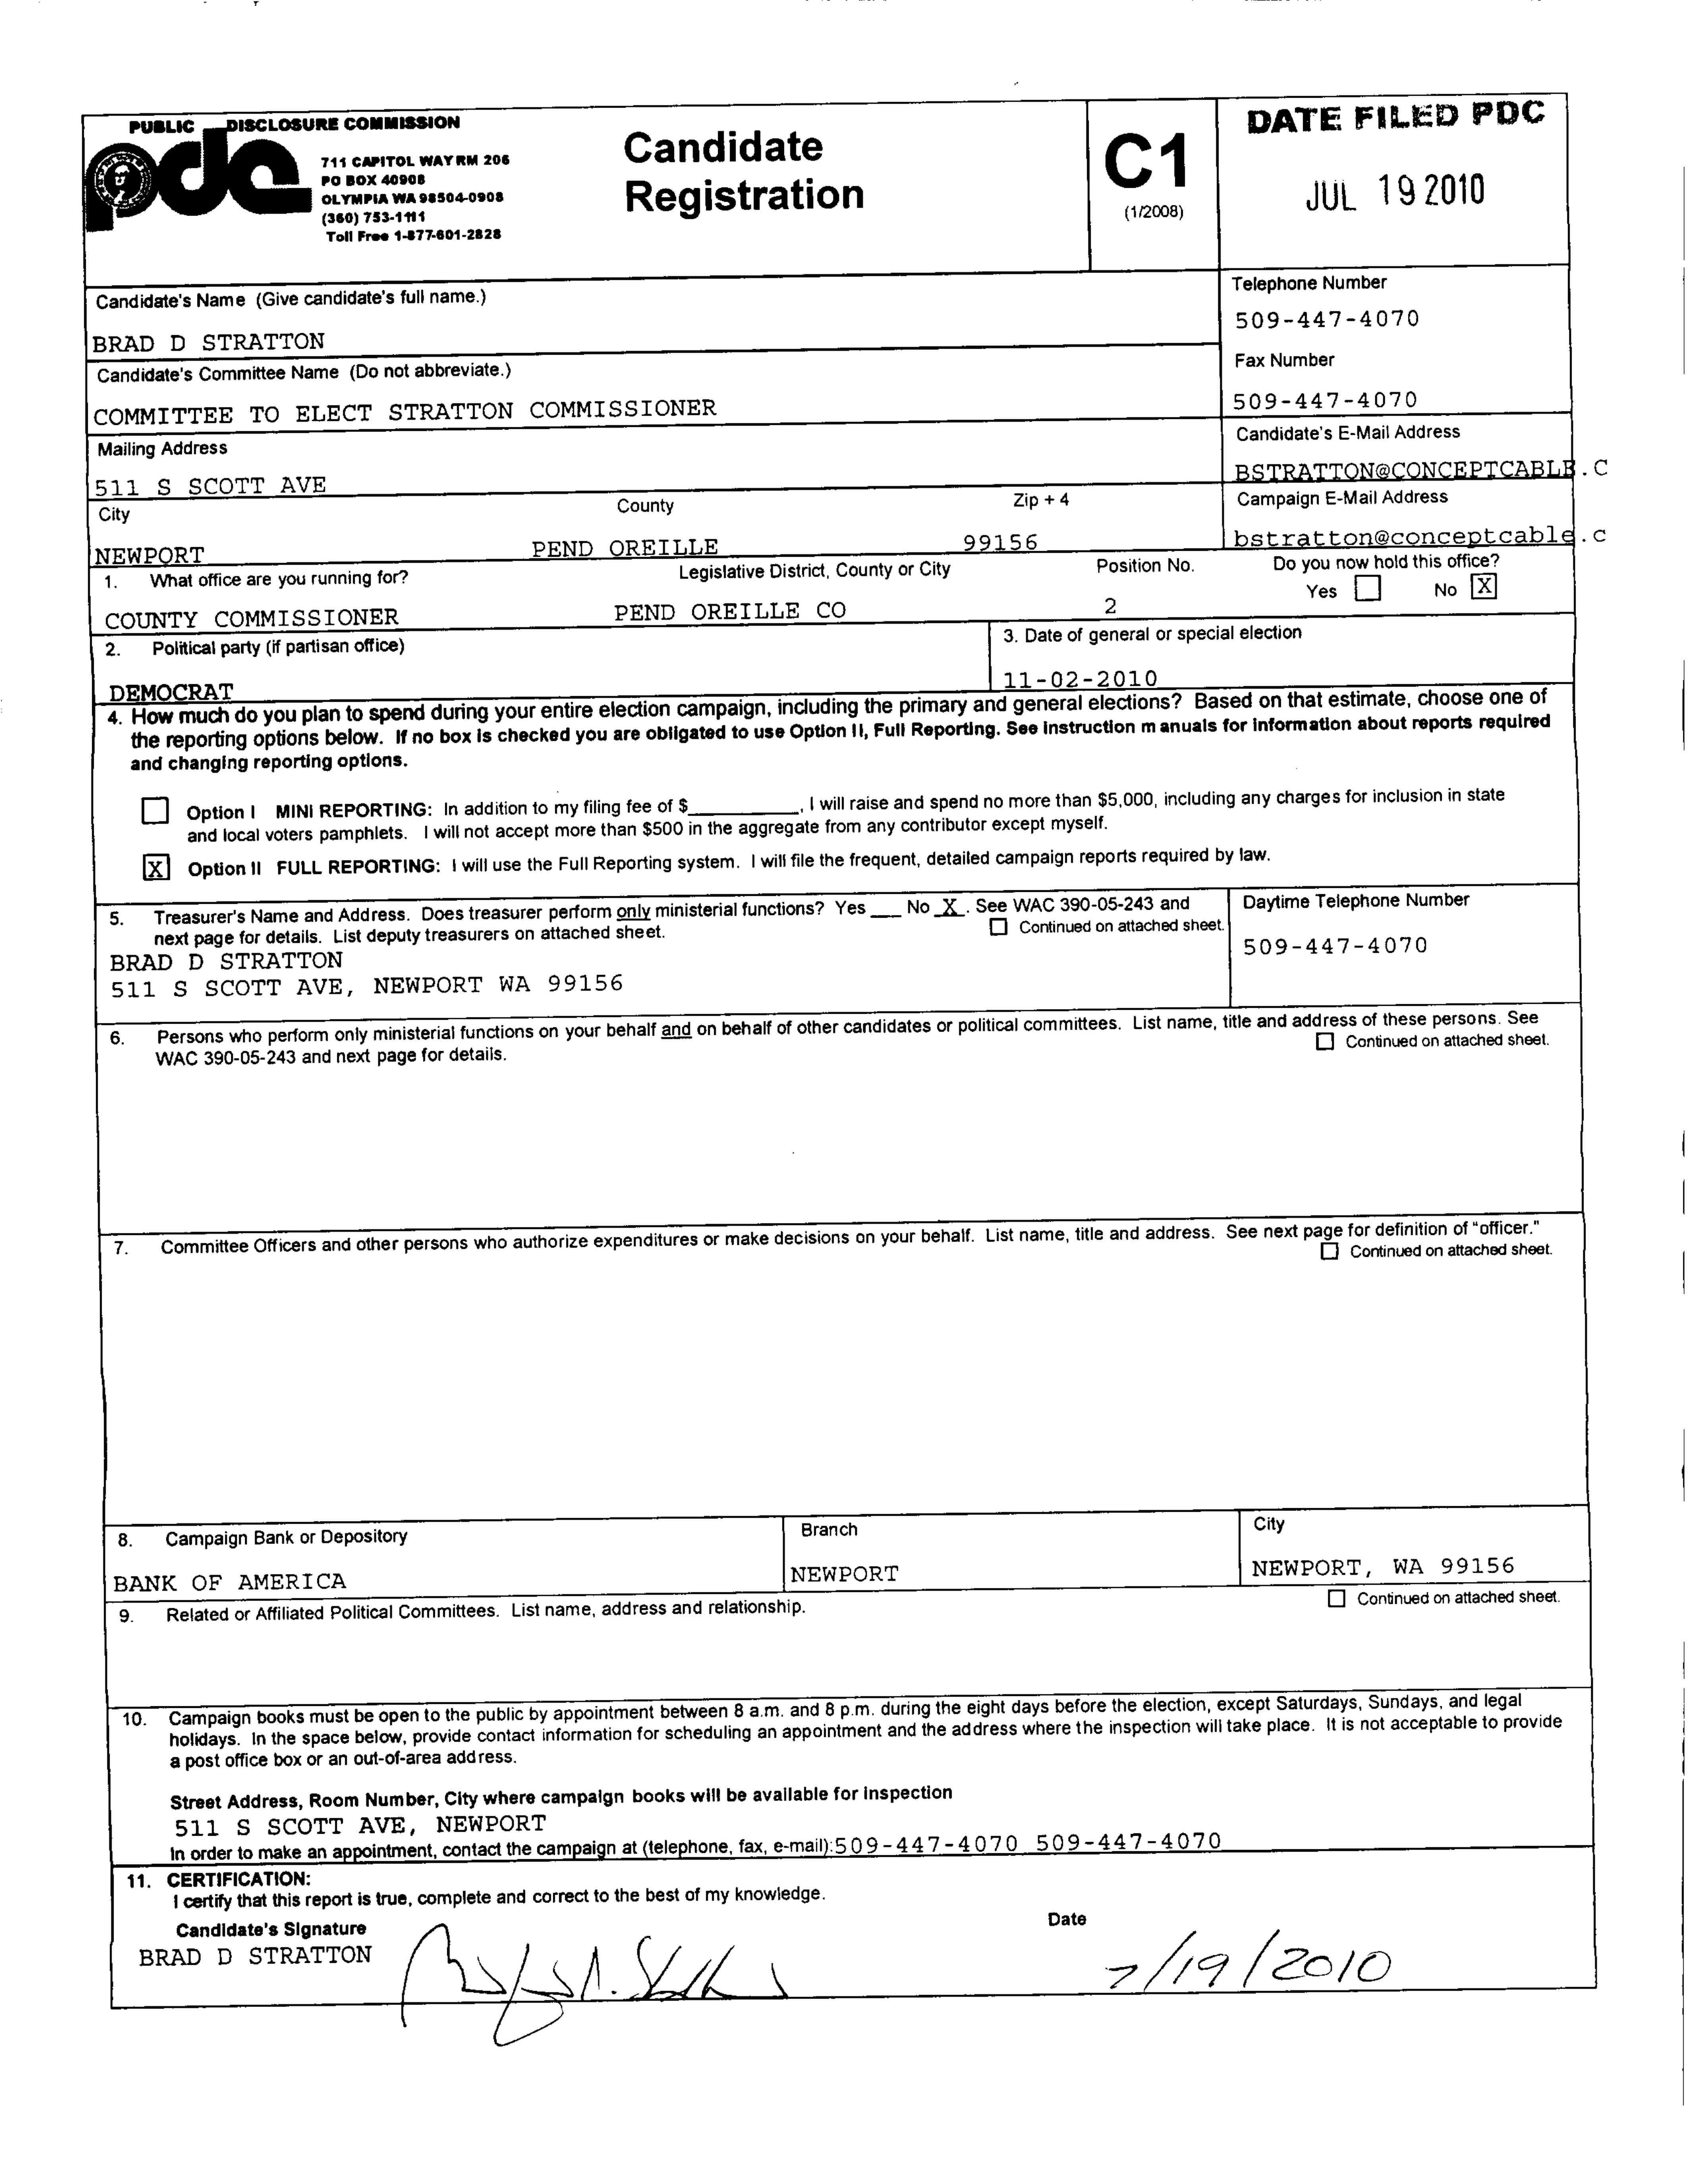 PUBLIC DISCLOSURE COMMISSION
pdc
711 CAPITOL WAY RM 206
PO BOX 40908
OLYMPIA WA 98504-0908
(360) 753-1111
Toll Free 1-877-601-2828
Candidate
Registration
C1
(1/2008)
DATE FILED PDC
JUL 19 2010
Candidate's Name (Give candidate's full name.)
BRAD D STRATTON
Telephone Number
509-447-4070
Candidate's Committee Name (Do not abbreviate.)
COMMITTEE TO ELECT STRATTON COMMISSIONER
Fax Number
509-447-4070
Mailing Address
511 S SCOTT AVE
Candidate's E-Mail Address
BSTRATTON@CONCEPTCABLE.C
City County Zip + 4
NEWPORT PEND OREILLE 99156
Campaign E-Mail Address
bstratton@conceptcable.c
1. What office are you running for? Legislative District, County or City Position No. Do you now hold this office?
COUNTY COMMISSIONER PEND OREILLE CO 2 Yes No X
2. Political party (if partisan office)
DEMOCRAT
3. Date of general or special election
11-02-2010
4. How much do you plan to spend during your entire election campaign, including the primary and general elections? Based on that estimate, choose one of
the reporting options below. If no box is checked you are obligated to use Option II, Full Reporting. See instruction manuals for information about reports required
and changing reporting options.
Option I MINI REPORTING: In addition to my filing fee of $__________, I will raise and spend no more than $5,000, including any charges for inclusion in state
and local voters pamphlets. I will not accept more than $500 in the aggregate from any contributor except myself.
X Option II FULL REPORTING: I will use the Full Reporting system. I will file the frequent, detailed campaign reports required by law.
5. Treasurer's Name and Address. Does treasurer perform only ministerial functions? Yes ___ No _X_. See WAC 390-05-243 and
next page for details. List deputy treasurers on attached sheet. Continued on attached sheet.
BRAD D STRATTON
511 S SCOTT AVE, NEWPORT WA 99156
Daytime Telephone Number
509-447-4070
6. Persons who perform only ministerial functions on your behalf and on behalf of other candidates or political committees. List name, title and address of these persons. See
WAC 390-05-243 and next page for details. Continued on attached sheet.
7. Committee Officers and other persons who authorize expenditures or make decisions on your behalf. List name, title and address. See next page for definition of "officer."
Continued on attached sheet.
8. Campaign Bank or Depository Branch City
BANK OF AMERICA NEWPORT NEWPORT, WA 99156
9. Related or Affiliated Political Committees. List name, address and relationship. Continued on attached sheet.
10. Campaign books must be open to the public by appointment between 8 a.m. and 8 p.m. during the eight days before the election, except Saturdays, Sundays, and legal
holidays. In the space below, provide contact information for scheduling an appointment and the address where the inspection will take place. It is not acceptable to provide
a post office box or an out-of-area address.
Street Address, Room Number, City where campaign books will be available for inspection
511 S SCOTT AVE, NEWPORT
In order to make an appointment, contact the campaign at (telephone, fax, e-mail):509-447-4070 509-447-4070
11. CERTIFICATION:
I certify that this report is true, complete and correct to the best of my knowledge.
Candidate's Signature Date
BRAD D STRATTON 7/19/2010